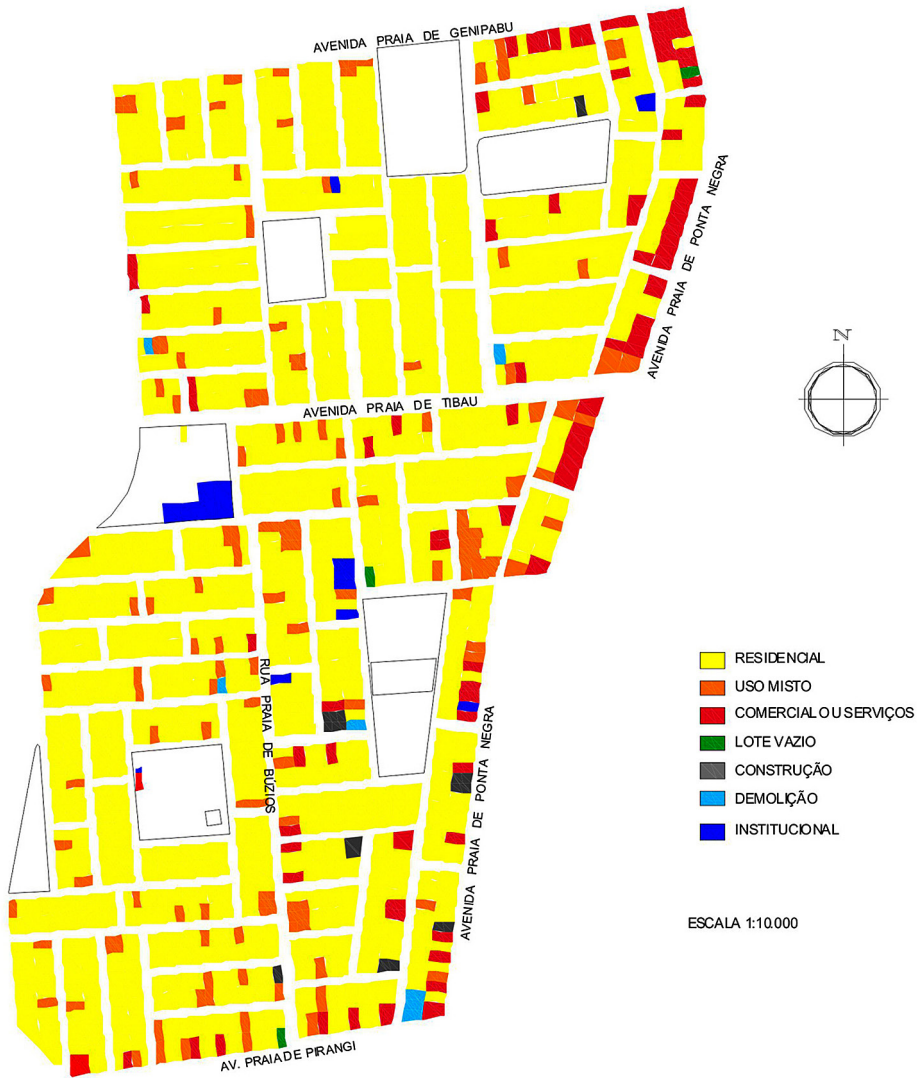 AVENIDA PRAIA DE GENIPABU
AVENIDA PRAIA DE PONTA NEGRA
N
AVENIDA PRAIA DE TIBAU
RUA PRAIA DE BÚZIOS
AVENIDA PRAIA DE PONTA NEGRA
RESIDENCIAL
USO MISTO
COMERCIAL OU SERVIÇOS
LOTE VAZIO
CONSTRUÇÃO
DEMOLIÇÃO
INSTITUCIONAL
ESCALA 1:10.000
AV. PRAIA DE PIRANGI